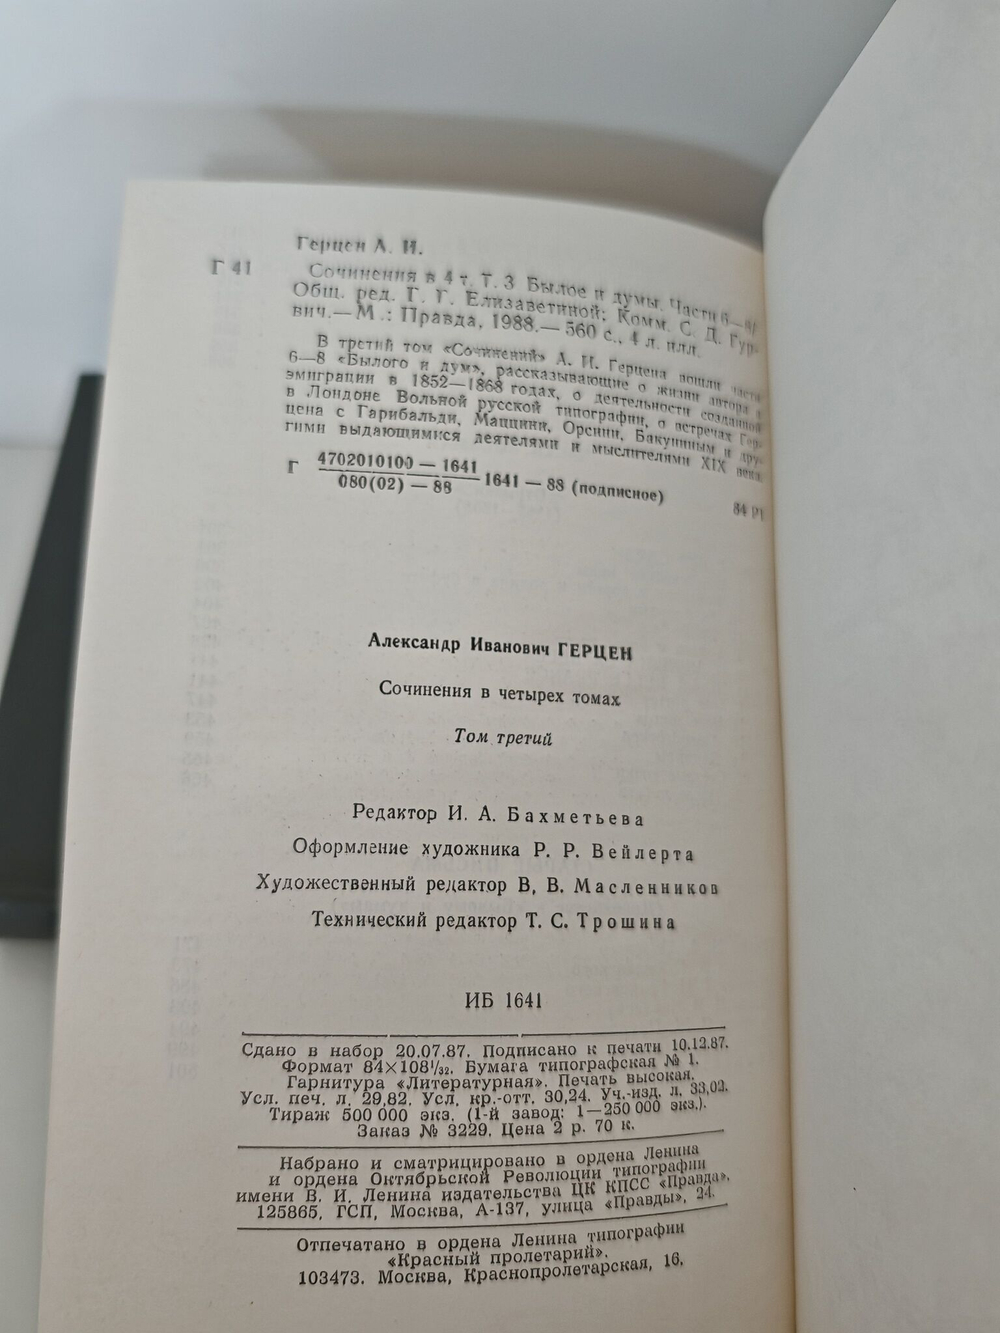 Герцен А. И.
Г 41
Сочинения в 4 т. Т. 3 Былое и думы. Части 6—8/
Общ. ред. Г. Г. Елизаветиной; Комм. С. Д. Гур-
вич.— М.: Правда, 1988.— 560 с., 4 л. илл.
В третий том «Сочинений» А. И. Герцена вошли части
6—8 «Былого и дум», рассказывающие о жизни автора в
эмиграции в 1852—1868 годах, о деятельности созданной
в Лондоне Вольной русской типографии, о встречах Гер-
цена с Гарибальди, Маццини, Орсини, Бакуниным и дру-
гими выдающимися деятелями и мыслителями XIX века.
Г 4702010100 — 1641
080(02) — 88 1641 — 88 (подписное)
84 Р1
Александр Иванович ГЕРЦЕН
Сочинения в четырех томах
Том третий
Редактор И. А. Бахметьева
Оформление художника Р. Р. Вейлерта
Художественный редактор В. В. Масленников
Технический редактор Т. С. Трошина
ИБ 1641
Сдано в набор 20.07.87. Подписано к печати 10.12.87.
Формат 84×108¹/₃₂. Бумага типографская № 1.
Гарнитура «Литературная». Печать высокая.
Усл. печ. л. 29,82. Усл. кр.-отт. 30,24. Уч.-изд. л. 33,02.
Тираж 500 000 экз. (1-й завод: 1—250 000 экз.).
Заказ № 3229. Цена 2 р. 70 к.
Набрано и сматрицировано в ордена Ленина
и ордена Октябрьской Революции типографии
имени В. И. Ленина издательства ЦК КПСС «Правда».
125865, ГСП, Москва, А-137, улица «Правды», 24.
Отпечатано в ордена Ленина типографии
«Красный пролетарий».
103473. Москва, Краснопролетарская, 16.